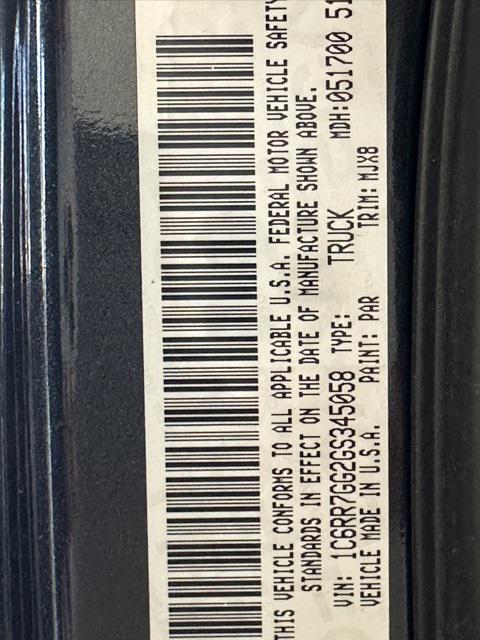 THIS VEHICLE CONFORMS TO ALL APPLICABLE U.S.A. FEDERAL MOTOR VEHICLE SAFETY
STANDARDS IN EFFECT ON THE DATE OF MANUFACTURE SHOWN ABOVE.
VIN: 1C6RR7GG2GS345058 TYPE: TRUCK MDH:051700 51
VEHICLE MADE IN U.S.A. PAINT: PAR TRIM: MJX8